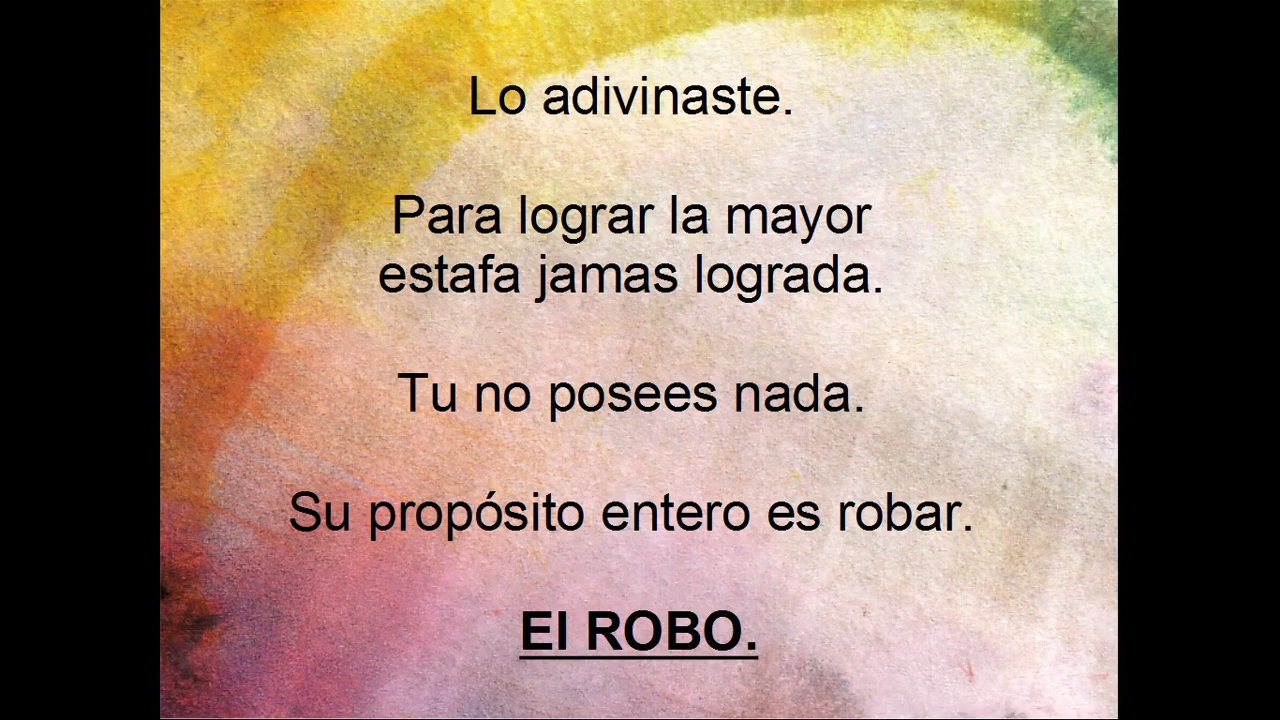 Lo adivinaste.
Para lograr la mayor
estafa jamas lograda.
Tu no posees nada.
Su propósito entero es robar.
El ROBO.